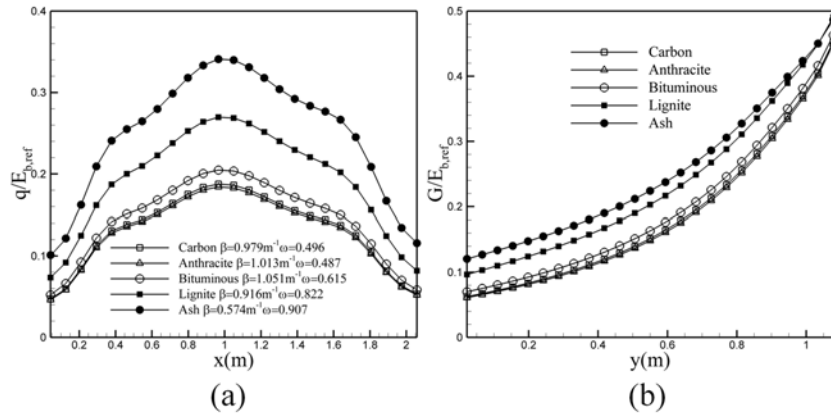 0.4
0.3
0.2
0.1
0
q/E_b,ref
Carbon β=0.979m⁻¹ω=0.496
Anthracite β=1.013m⁻¹ω=0.487
Bituminous β=1.051m⁻¹ω=0.615
Lignite β=0.916m⁻¹ω=0.822
Ash β=0.574m⁻¹ω=0.907
0.2 0.4 0.6 0.8 1 1.2 1.4 1.6 1.8 2
x(m)
(a)
0.5
0.4
0.3
0.2
0.1
0
G/E_b,ref
Carbon
Anthracite
Bituminous
Lignite
Ash
0.2 0.4 0.6 0.8 1
y(m)
(b)